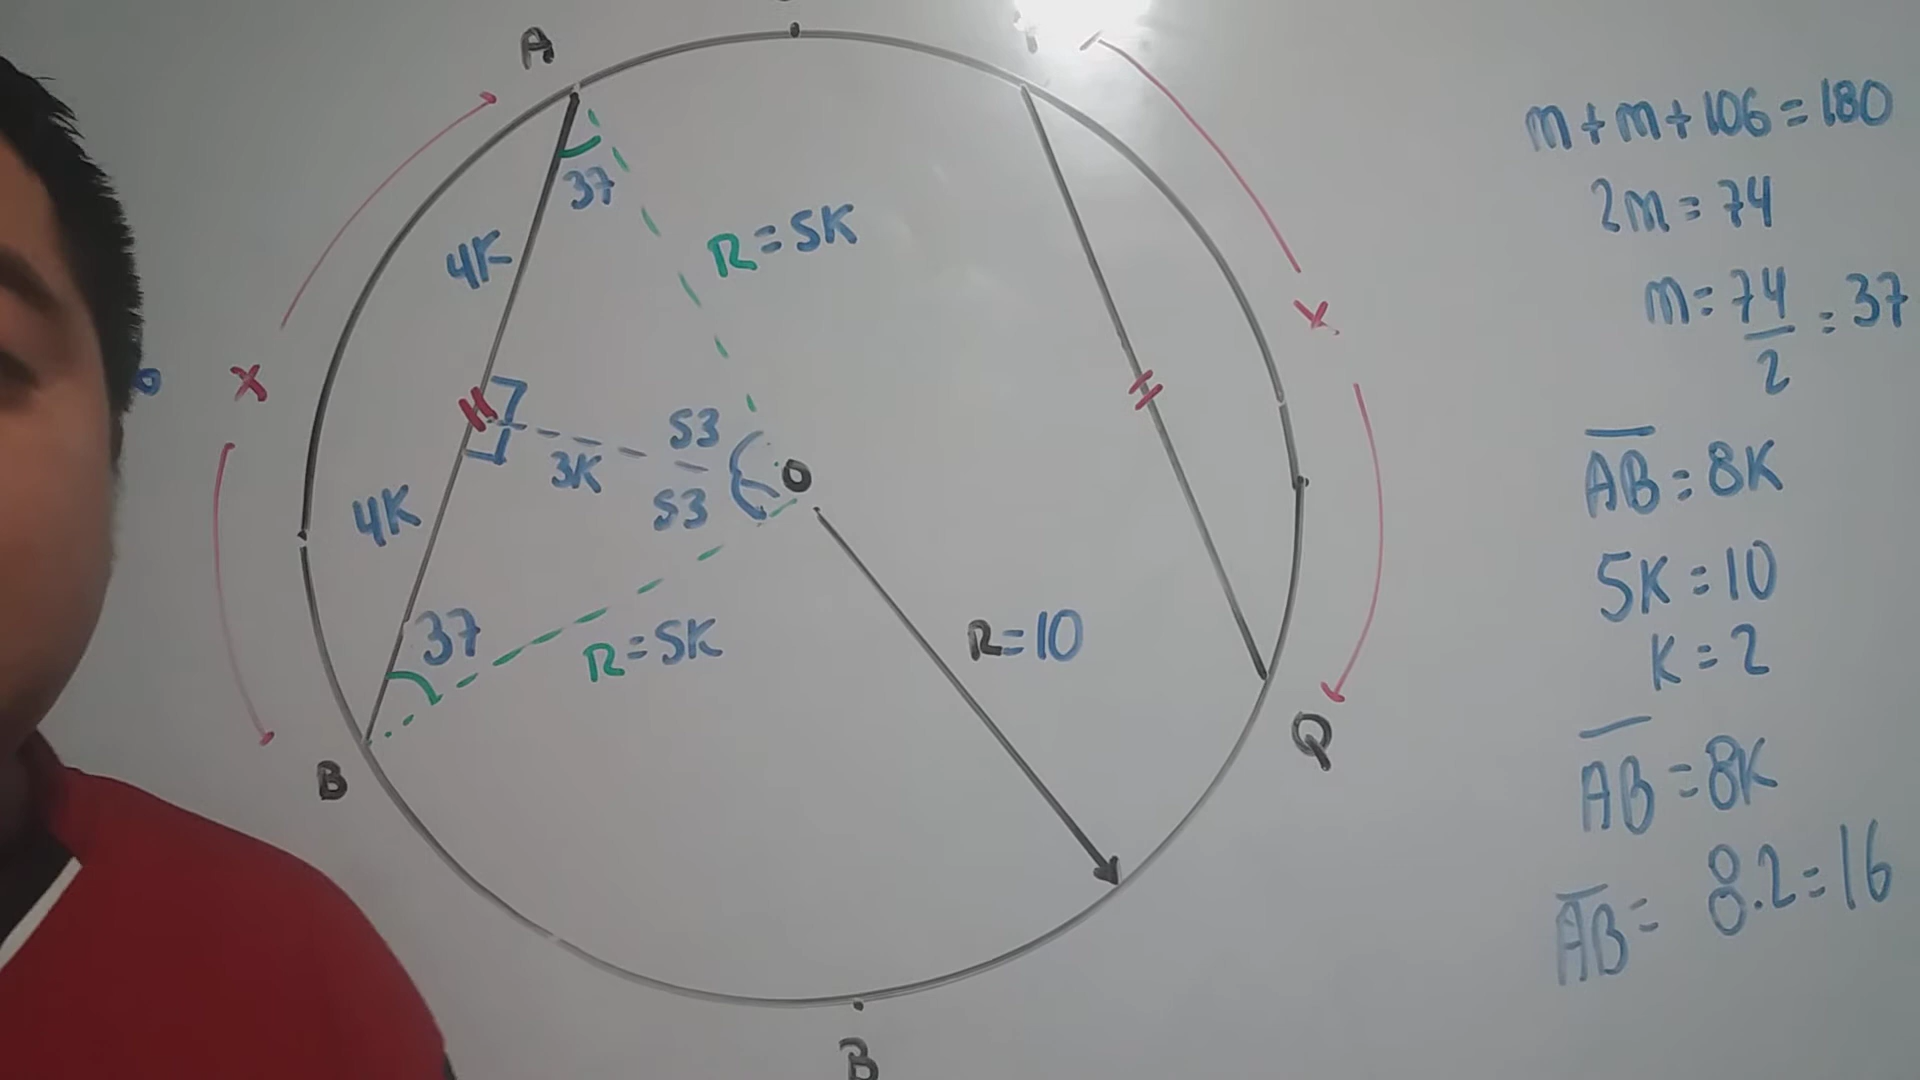 A
37
4K
R=5K
X
X
H
53
3K
53
O
4K
37
R=5K
R=10
B
Q
B
m+m+106=180
2m=74
m=74/2=37
AB=8K
5K=10
K=2
AB=8K
AB= 8.2=16